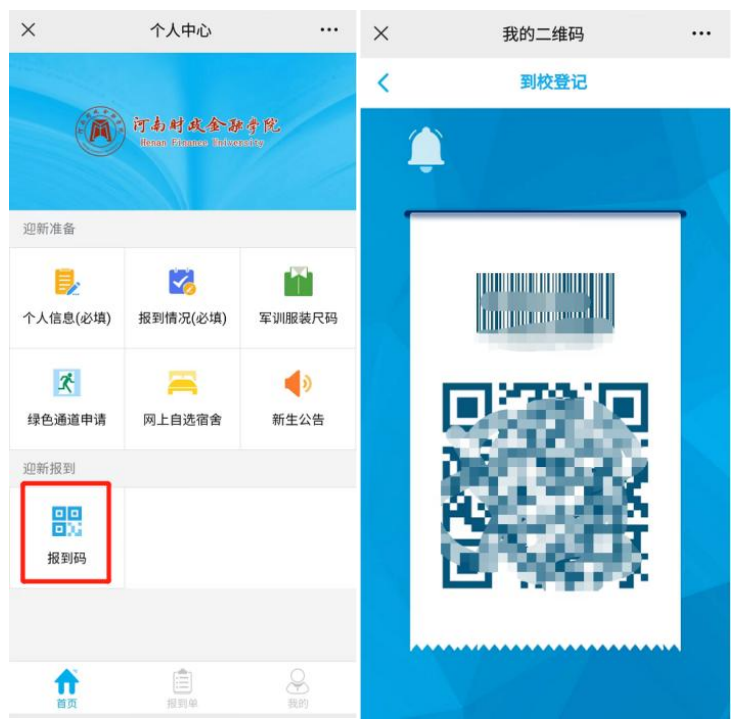 个人中心
河南财政金融学院
Henan Finance University
迎新准备
个人信息(必填)
报到情况(必填)
军训服装尺码
绿色通道申请
网上自选宿舍
新生公告
迎新报到
报到码
首页
报到单
我的
我的二维码
到校登记